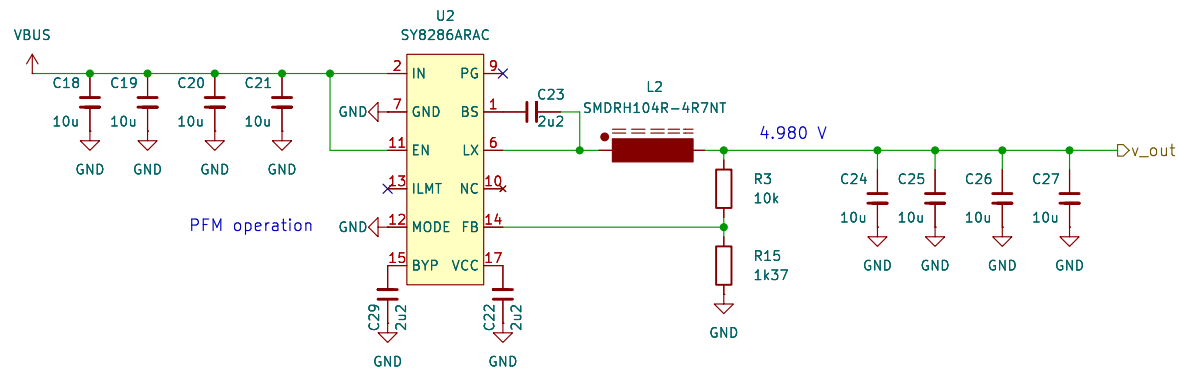 U2
SY8286ARAC
VBUS
C18
10u
GND
C19
10u
GND
C20
10u
GND
C21
10u
GND
2 IN
7 GND
GND
11 EN
13 ILMT
12 MODE
GND
15 BYP
PG 9
BS 1
LX 6
NC 10
FB 14
VCC 17
PFM operation
C29
2u2
GND
C22
2u2
GND
C23
2u2
L2
SMDRH104R-4R7NT
4.980 V
R3
10k
R15
1k37
GND
C24
10u
GND
C25
10u
GND
C26
10u
GND
C27
10u
GND
v_out